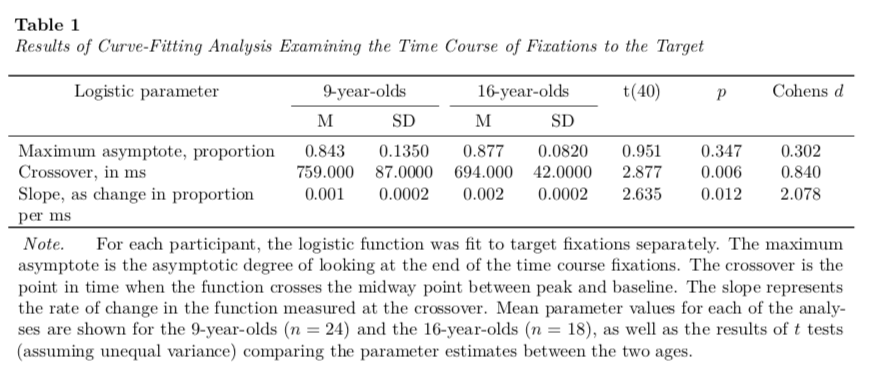 Table 1
Results of Curve-Fitting Analysis Examining the Time Course of Fixations to the Target
Logistic parameter 9-year-olds 16-year-olds t(40) p Cohens d
M SD M SD
Maximum asymptote, proportion 0.843 0.1350 0.877 0.0820 0.951 0.347 0.302
Crossover, in ms 759.000 87.0000 694.000 42.0000 2.877 0.006 0.840
Slope, as change in proportion 0.001 0.0002 0.002 0.0002 2.635 0.012 2.078
per ms
Note. For each participant, the logistic function was fit to target fixations separately. The maximum
asymptote is the asymptotic degree of looking at the end of the time course fixations. The crossover is the
point in time when the function crosses the midway point between peak and baseline. The slope represents
the rate of change in the function measured at the crossover. Mean parameter values for each of the analy-
ses are shown for the 9-year-olds (n = 24) and the 16-year-olds (n = 18), as well as the results of t tests
(assuming unequal variance) comparing the parameter estimates between the two ages.